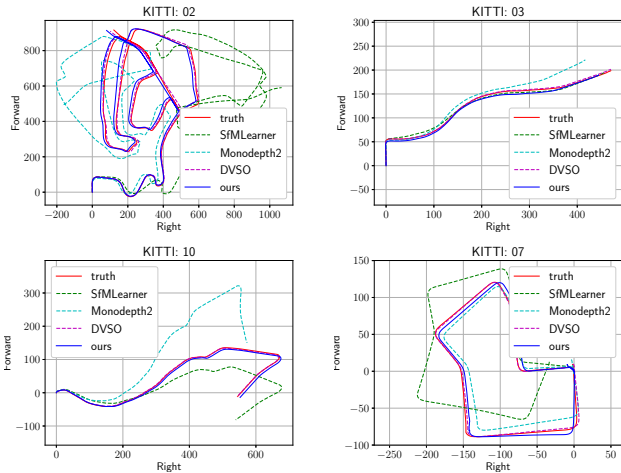 KITTI: 02
Forward
800
600
400
200
0
truth
SfMLearner
Monodepth2
DVSO
ours
−200 0 200 400 600 800 1000
Right
KITTI: 03
Forward
300
250
200
150
100
50
0
−50
truth
SfMLearner
Monodepth2
DVSO
ours
0 100 200 300 400
Right
KITTI: 10
Forward
300
200
100
0
−100
truth
SfMLearner
Monodepth2
DVSO
ours
0 200 400 600
Right
KITTI: 07
Forward
150
100
50
0
−50
−100
truth
SfMLearner
Monodepth2
DVSO
ours
−250 −200 −150 −100 −50 0 50
Right